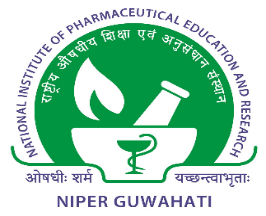 NATIONAL INSTITUTE OF PHARMACEUTICAL EDUCATION AND RESEARCH
राष्ट्रीय औषधीय शिक्षा एवं अनुसंधान संस्थान
ओषधीः शर्म यच्छन्त्वाभृताः
NIPER GUWAHATI